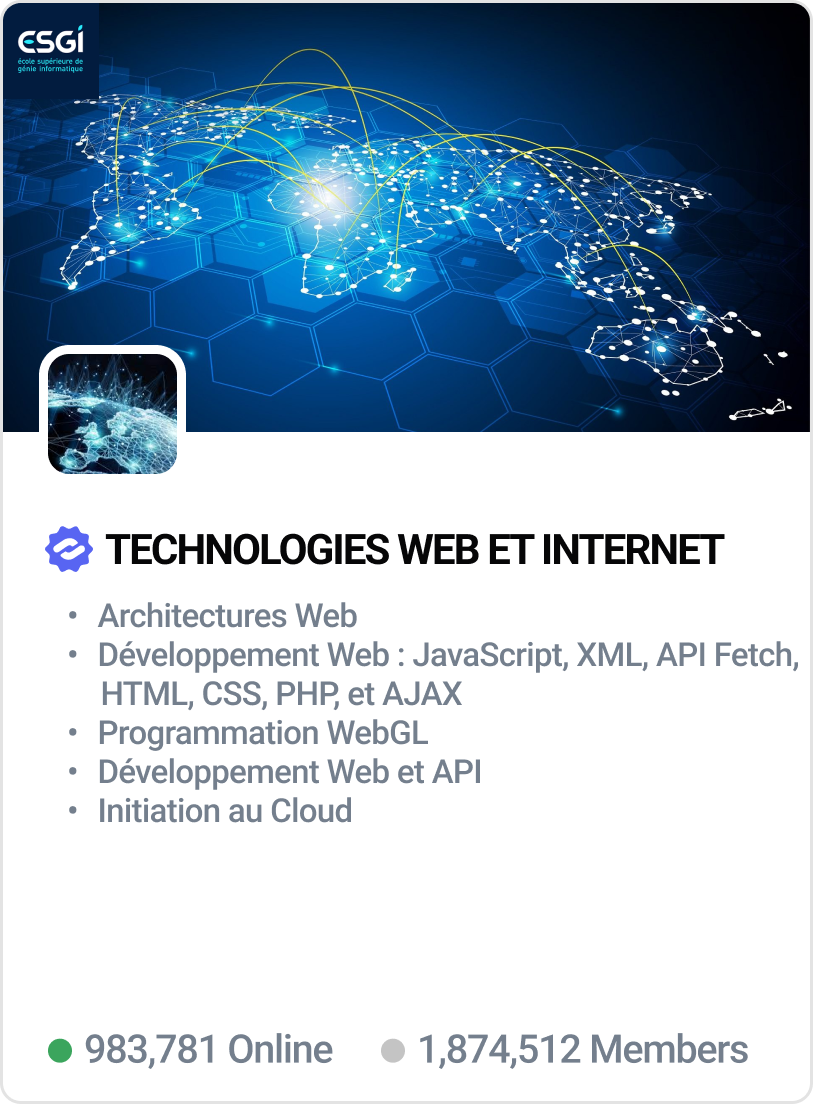 ESGI
école supérieure de
génie informatique
TECHNOLOGIES WEB ET INTERNET
• Architectures Web
• Développement Web : JavaScript, XML, API Fetch,
HTML, CSS, PHP, et AJAX
• Programmation WebGL
• Développement Web et API
• Initiation au Cloud
983,781 Online
1,874,512 Members